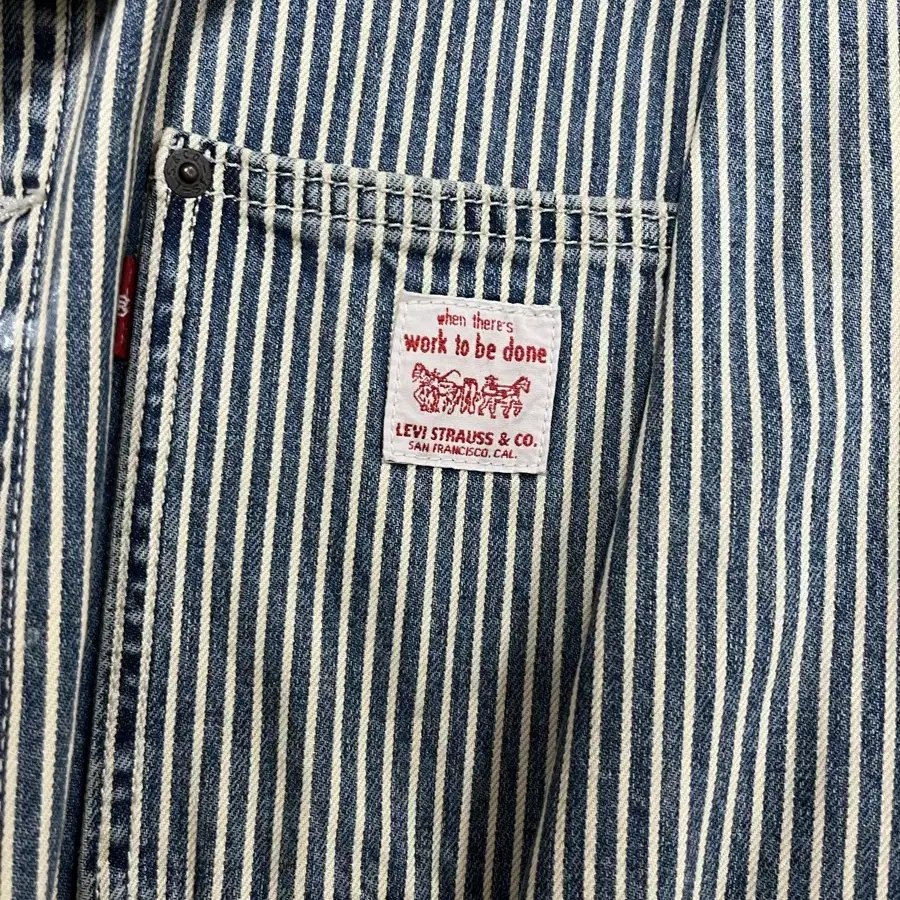 when there's
work to be done
LEVI STRAUSS & CO.
SAN FRANCISCO, CAL.